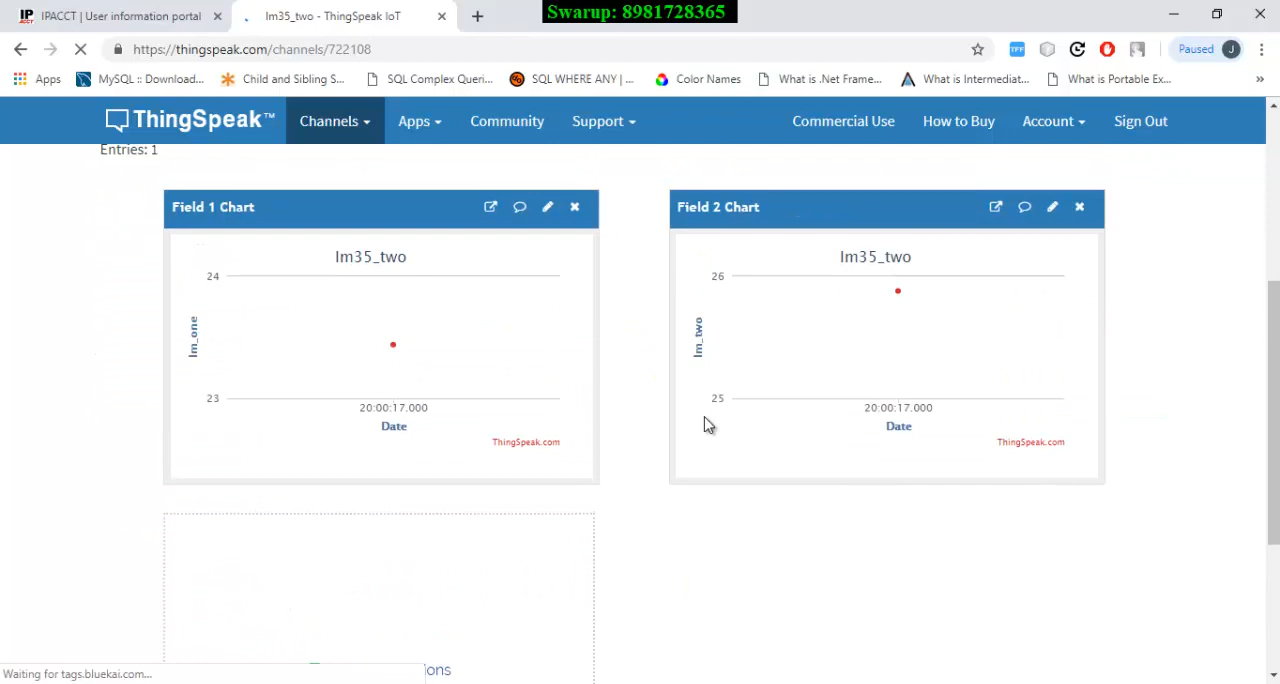 Swarup: 8981728365
IPACCT | User information portal
lm35_two - ThingSpeak IoT
https://thingspeak.com/channels/722108
TFF
Paused J
Apps
MySQL :: Download...
Child and Sibling S...
SQL Complex Queri...
SQL WHERE ANY | ...
Color Names
What is .Net Frame...
What is Intermediat...
What is Portable Ex...
»
ThingSpeak™
Channels
Apps
Community
Support
Commercial Use
How to Buy
Account
Sign Out
Entries: 1
Field 1 Chart
lm35_two
24
23
lm_one
20:00:17.000
Date
ThingSpeak.com
Field 2 Chart
lm35_two
26
25
lm_two
20:00:17.000
Date
ThingSpeak.com
Waiting for tags.bluekai.com...